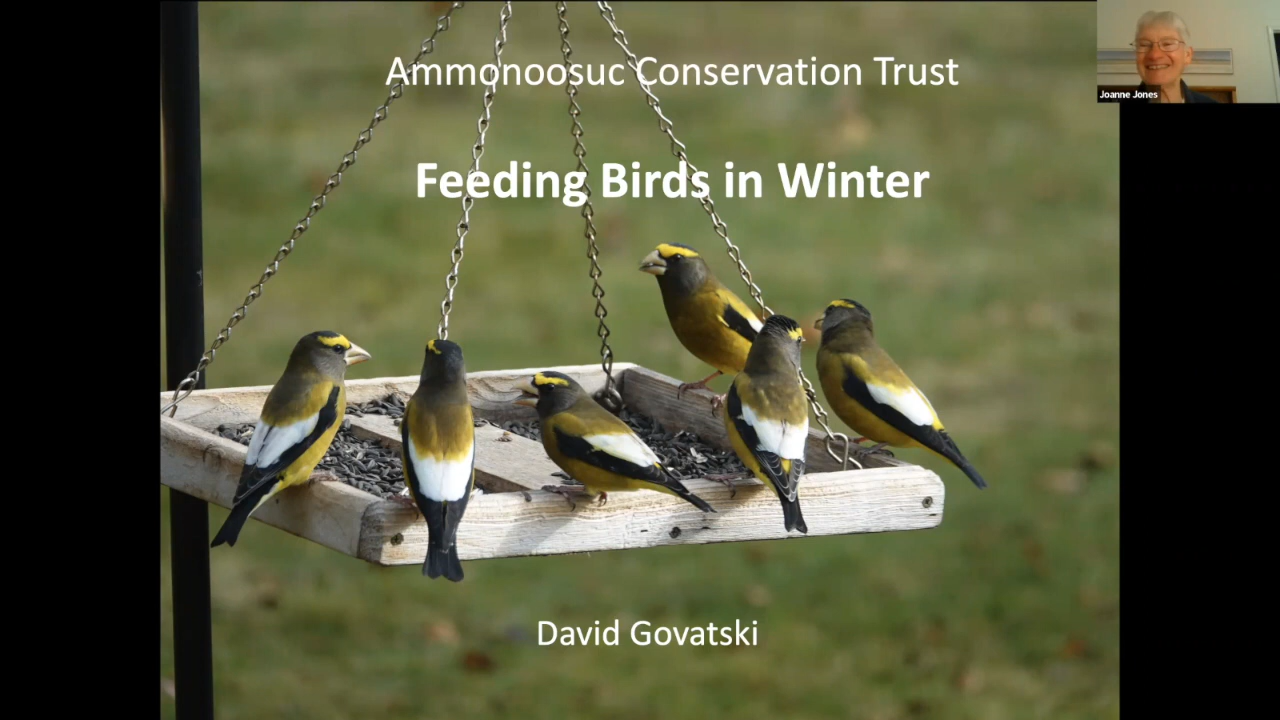 Ammonoosuc Conservation Trust
Joanne Jones
Feeding Birds in Winter
David Govatski